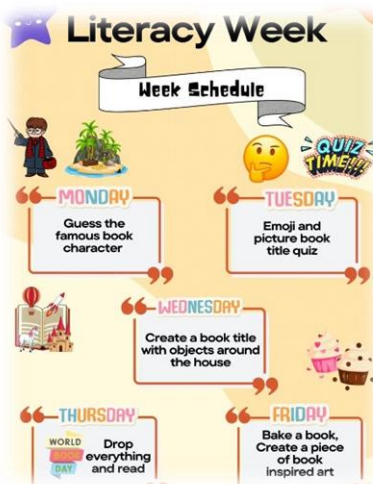 Literacy Week
Week Schedule
QUIZ
TIME!!!!
MONDAY
Guess the
famous book
character
TUESDAY
Emoji and
picture book
title quiz
WEDNESDAY
Create a book title
with objects around
the house
THURSDAY
WORLD
BOOK
DAY
Drop
everything
and read
FRIDAY
Bake a book,
Create a piece
of book
inspired art